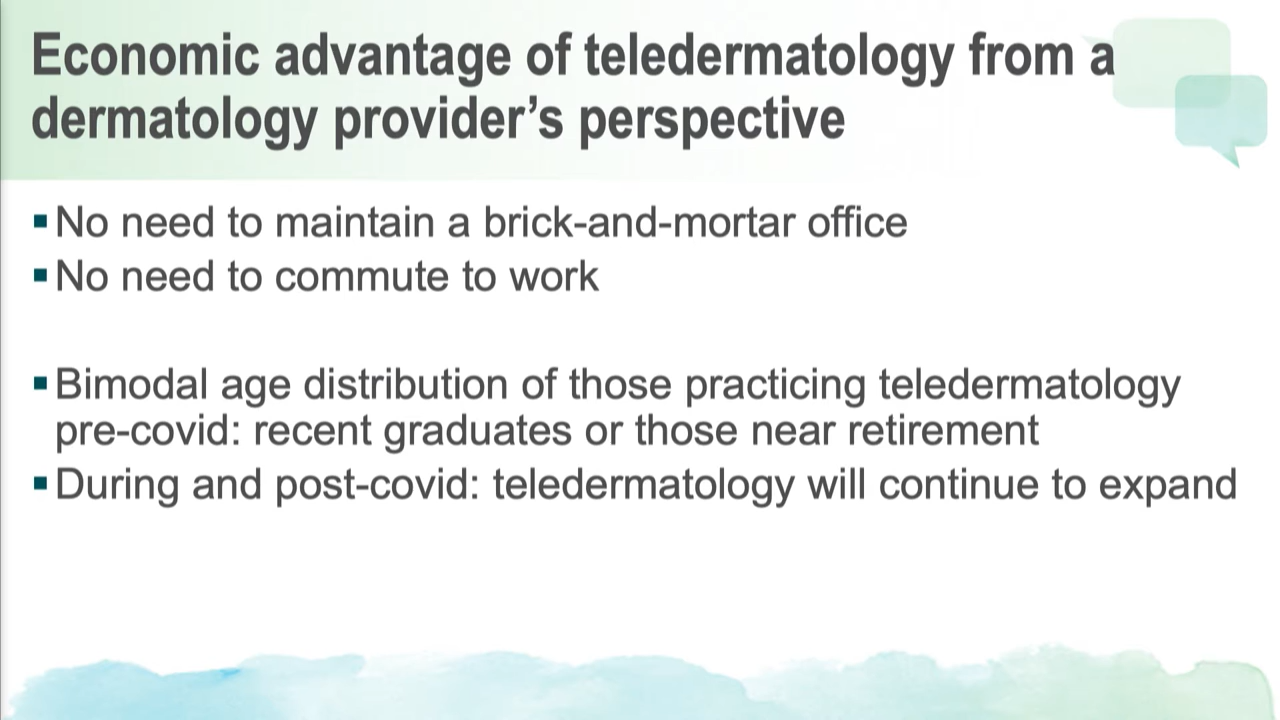 Economic advantage of teledermatology from a
dermatology provider’s perspective
▪No need to maintain a brick-and-mortar office
▪No need to commute to work
▪Bimodal age distribution of those practicing teledermatology
pre-covid: recent graduates or those near retirement
▪During and post-covid: teledermatology will continue to expand